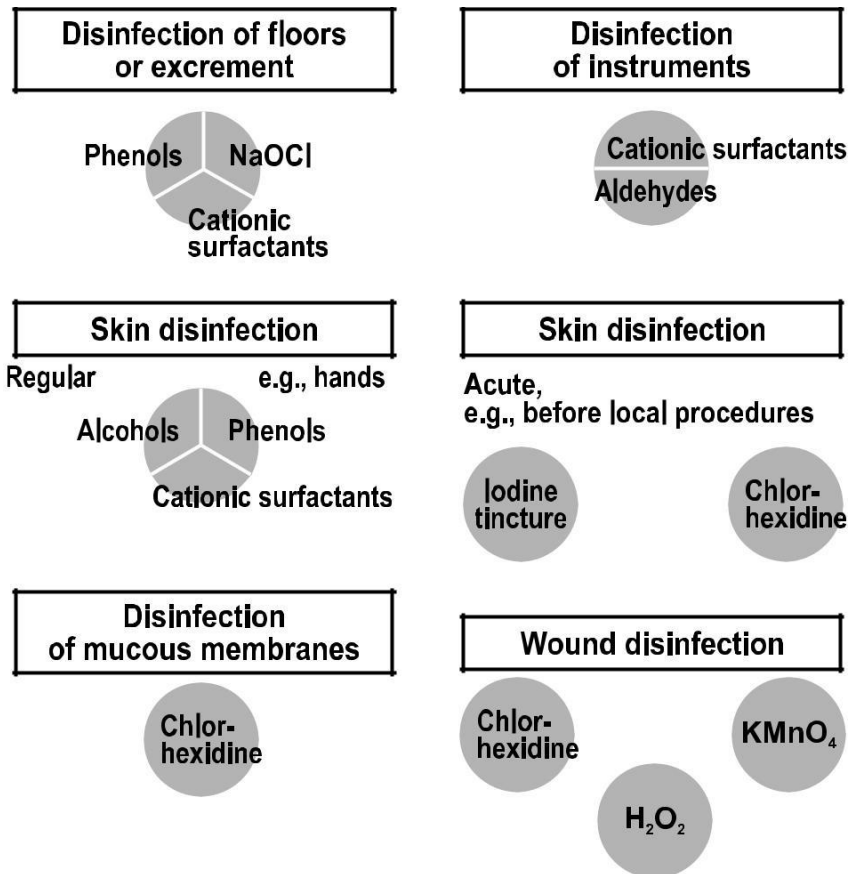 Disinfection of floors
or excrement
Phenols
NaOCl
Cationic
surfactants
Disinfection
of instruments
Cationic surfactants
Aldehydes
Skin disinfection
Regular
e.g., hands
Alcohols
Phenols
Cationic surfactants
Skin disinfection
Acute,
e.g., before local procedures
Iodine
tincture
Chlor-
hexidine
Disinfection
of mucous membranes
Chlor-
hexidine
Wound disinfection
Chlor-
hexidine
KMnO₄
H₂O₂